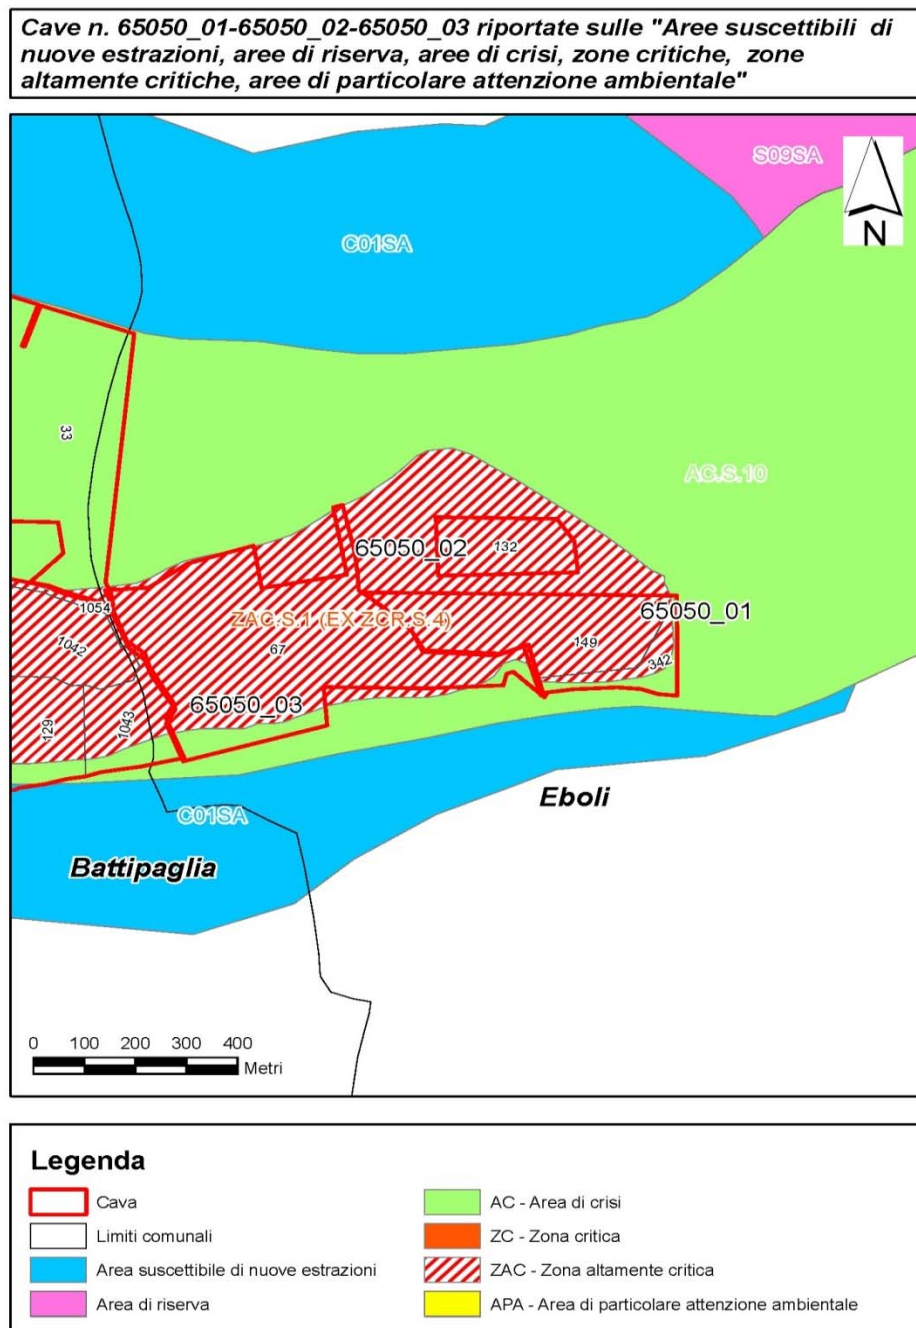 Cave n. 65050_01-65050_02-65050_03 riportate sulle "Aree suscettibili di
nuove estrazioni, aree di riserva, aree di crisi, zone critiche, zone
altamente critiche, aree di particolare attenzione ambientale"
S09SA
N
C01SA
33
AC.S.10
65050_02
132
65050_01
1054
ZAC.S.1 (EX ZCR.S.4)
1042
67
149
342
65050_03
129
1043
Eboli
C01SA
Battipaglia
0 100 200 300 400
Metri
Legenda
Cava
Limiti comunali
Area suscettibile di nuove estrazioni
Area di riserva
AC - Area di crisi
ZC - Zona critica
ZAC - Zona altamente critica
APA - Area di particolare attenzione ambientale